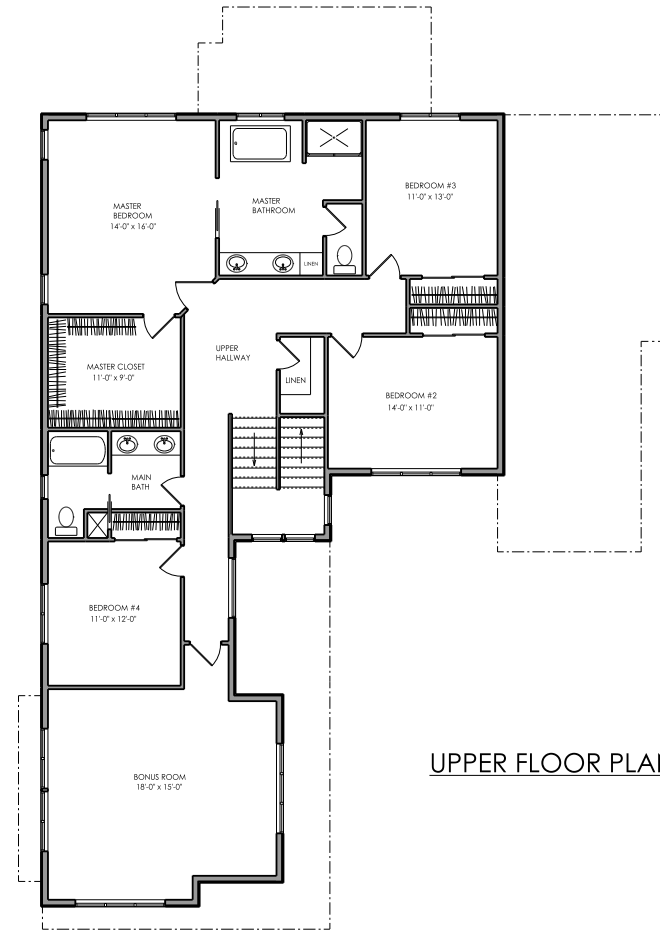 BEDROOM #3
11'-0" x 13'-0"
MASTER
BEDROOM
14'-0" x 16'-0"
MASTER
BATHROOM
LINEN
UPPER
HALLWAY
MASTER CLOSET
11'-0" x 9'-0"
LINEN
BEDROOM #2
14'-0" x 11'-0"
MAIN
BATH
BEDROOM #4
11'-0" x 12'-0"
BONUS ROOM
18'-0" x 15'-0"
UPPER FLOOR PLAN